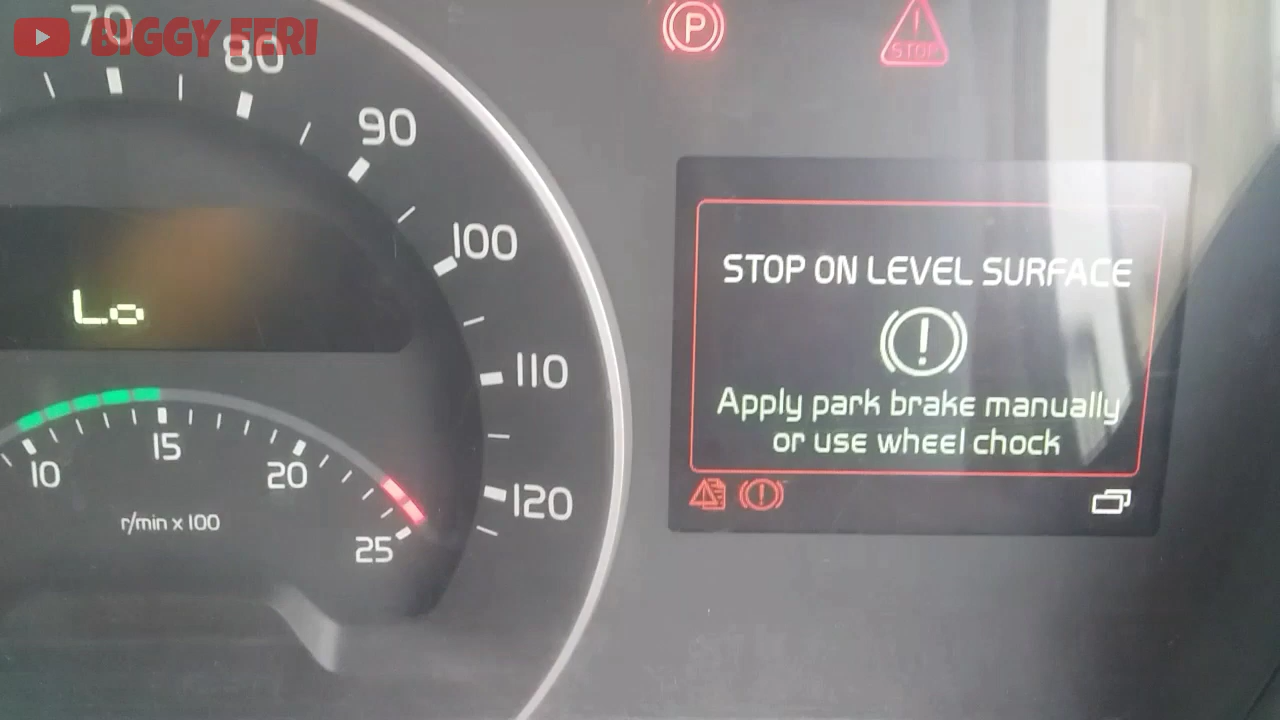 BIGGY FERI
70
80
90
100
110
120
Lo
10
15
20
25
r/min x 100
P
STOP
STOP ON LEVEL SURFACE
Apply park brake manually
or use wheel chock